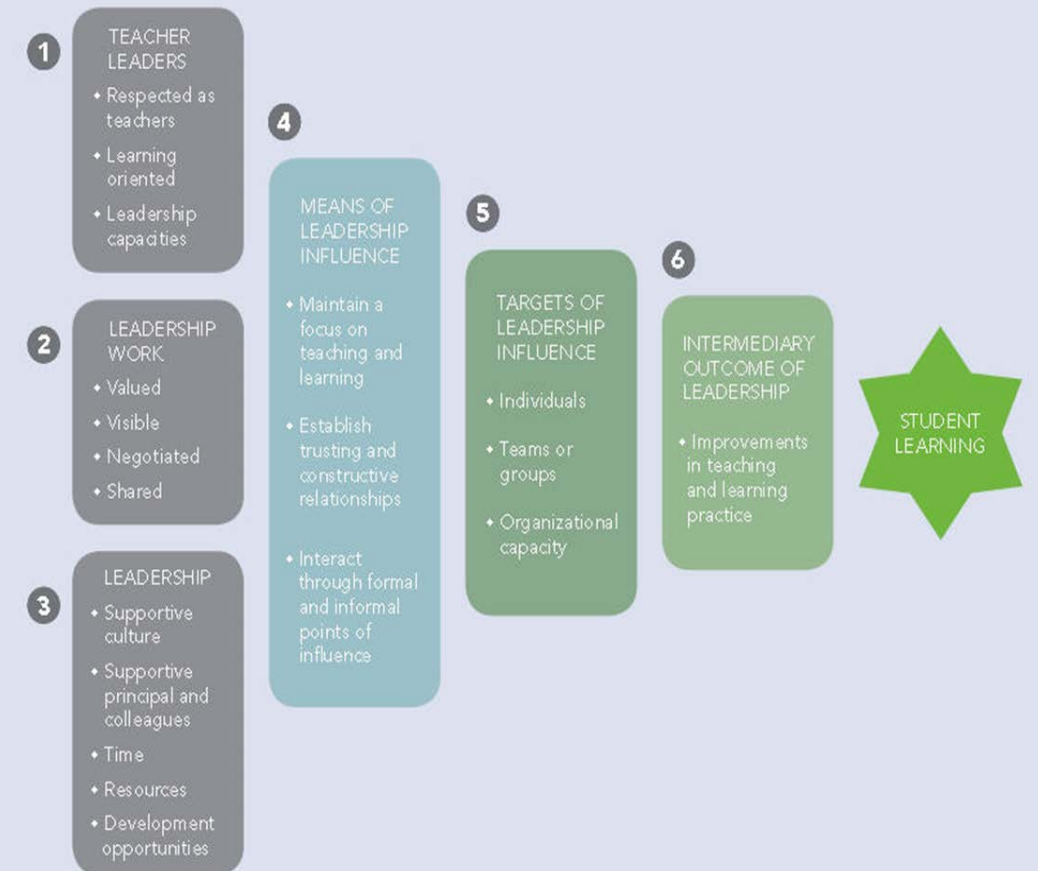 1
TEACHER
LEADERS
◆ Respected as
teachers
◆ Learning
oriented
◆ Leadership
capacities
2
LEADERSHIP
WORK
◆ Valued
◆ Visible
◆ Negotiated
◆ Shared
3
LEADERSHIP
◆ Supportive
culture
◆ Supportive
principal and
colleagues
◆ Time
◆ Resources
◆ Development
opportunities
4
MEANS OF
LEADERSHIP
INFLUENCE
◆ Maintain a
focus on
teaching and
learning
◆ Establish
trusting and
constructive
relationships
◆ Interact
through formal
and informal
points of
influence
5
TARGETS OF
LEADERSHIP
INFLUENCE
◆ Individuals
◆ Teams or
groups
◆ Organizational
capacity
6
INTERMEDIARY
OUTCOME OF
LEADERSHIP
◆ Improvements
in teaching
and learning
practice
STUDENT
LEARNING